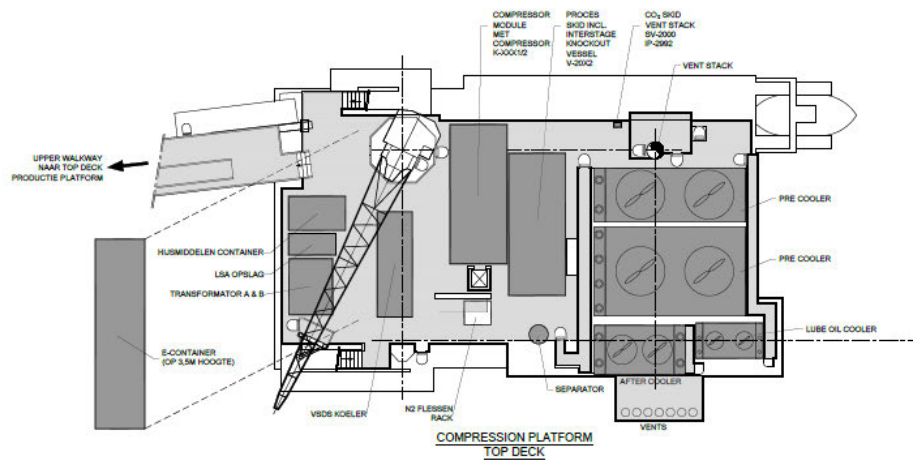 COMPRESSOR
MODULE
MET
COMPRESSOR
K-XXX1/2
PROCES
SKID INCL.
INTERSTAGE
KNOCKOUT
VESSEL
V-20X2
CO₂ SKID
VENT STACK
SV-2000
IP-2992
VENT STACK
UPPER WALKWAY
NAAR TOP DECK
PRODUCTIE PLATFORM
PRE COOLER
HIJSMIDDELEN CONTAINER
PRE COOLER
LSA OPSLAG
TRANSFORMATOR A & B
LUBE OIL COOLER
E-CONTAINER
(OP 3,5M HOOGTE)
AFTER COOLER
SEPARATOR
VSDS KOELER
N2 FLESSEN
RACK
VENTS
COMPRESSION PLATFORM
TOP DECK